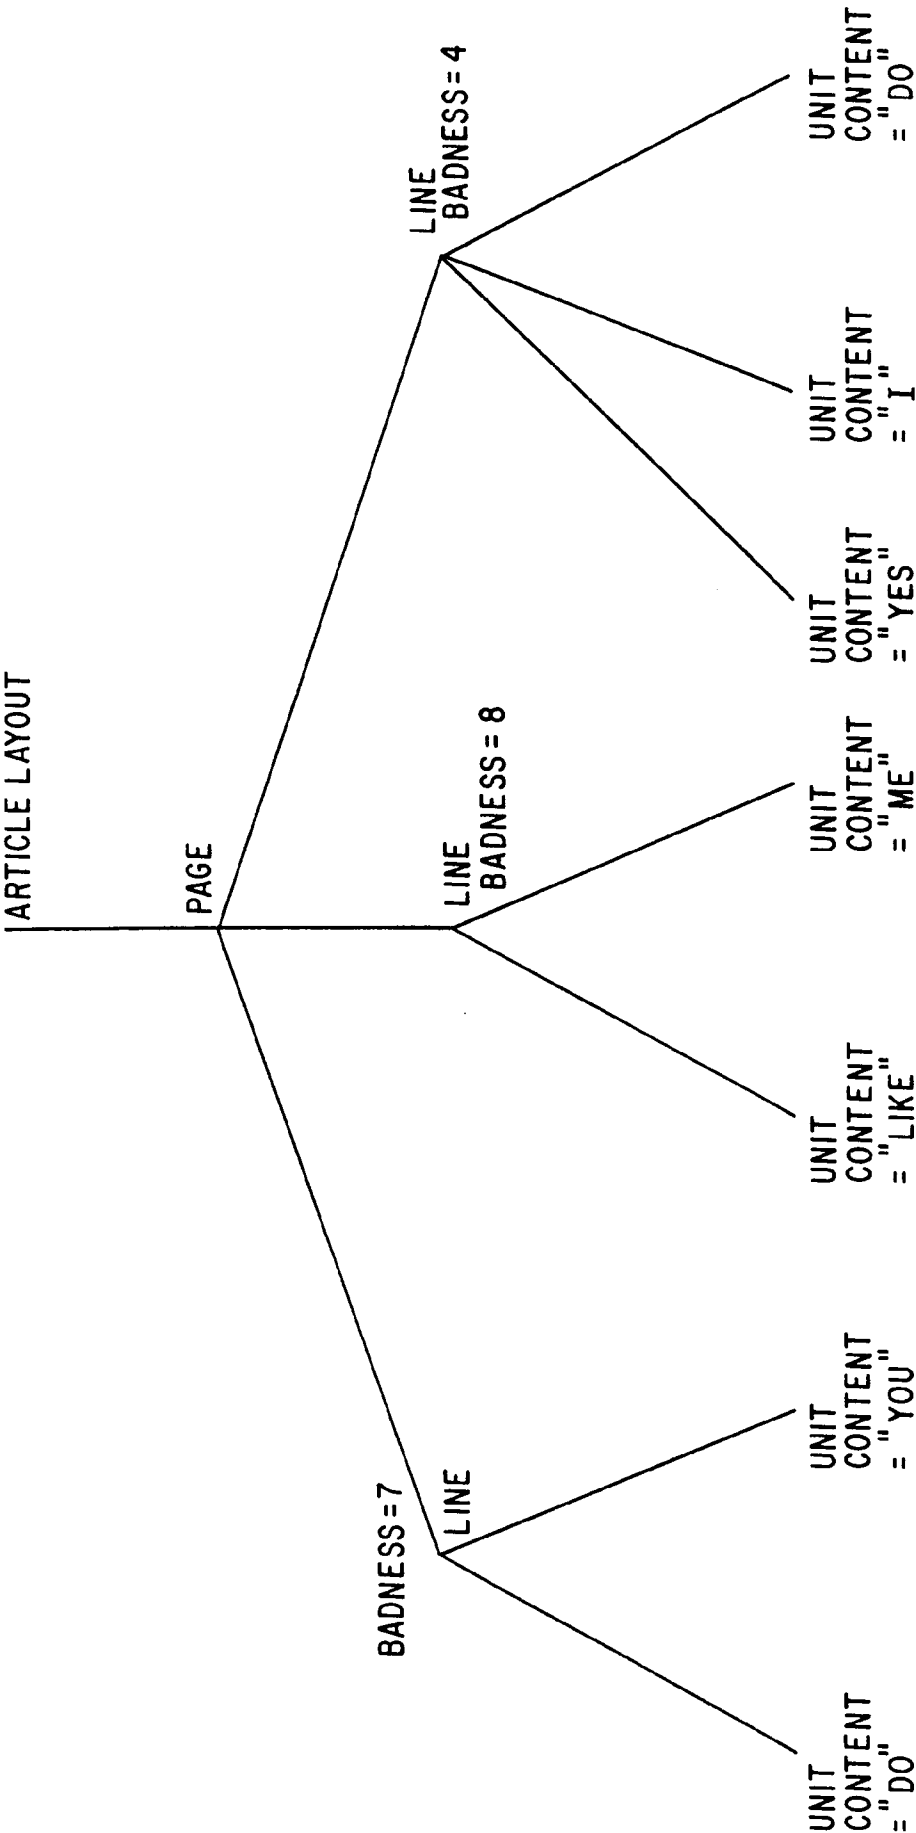 ARTICLE LAYOUT
PAGE
BADNESS=7
LINE
LINE
BADNESS=8
LINE
BADNESS=4
UNIT
CONTENT
="DO"
UNIT
CONTENT
="YOU"
UNIT
CONTENT
="LIKE"
UNIT
CONTENT
="ME"
UNIT
CONTENT
="YES"
UNIT
CONTENT
="I"
UNIT
CONTENT
="DO"